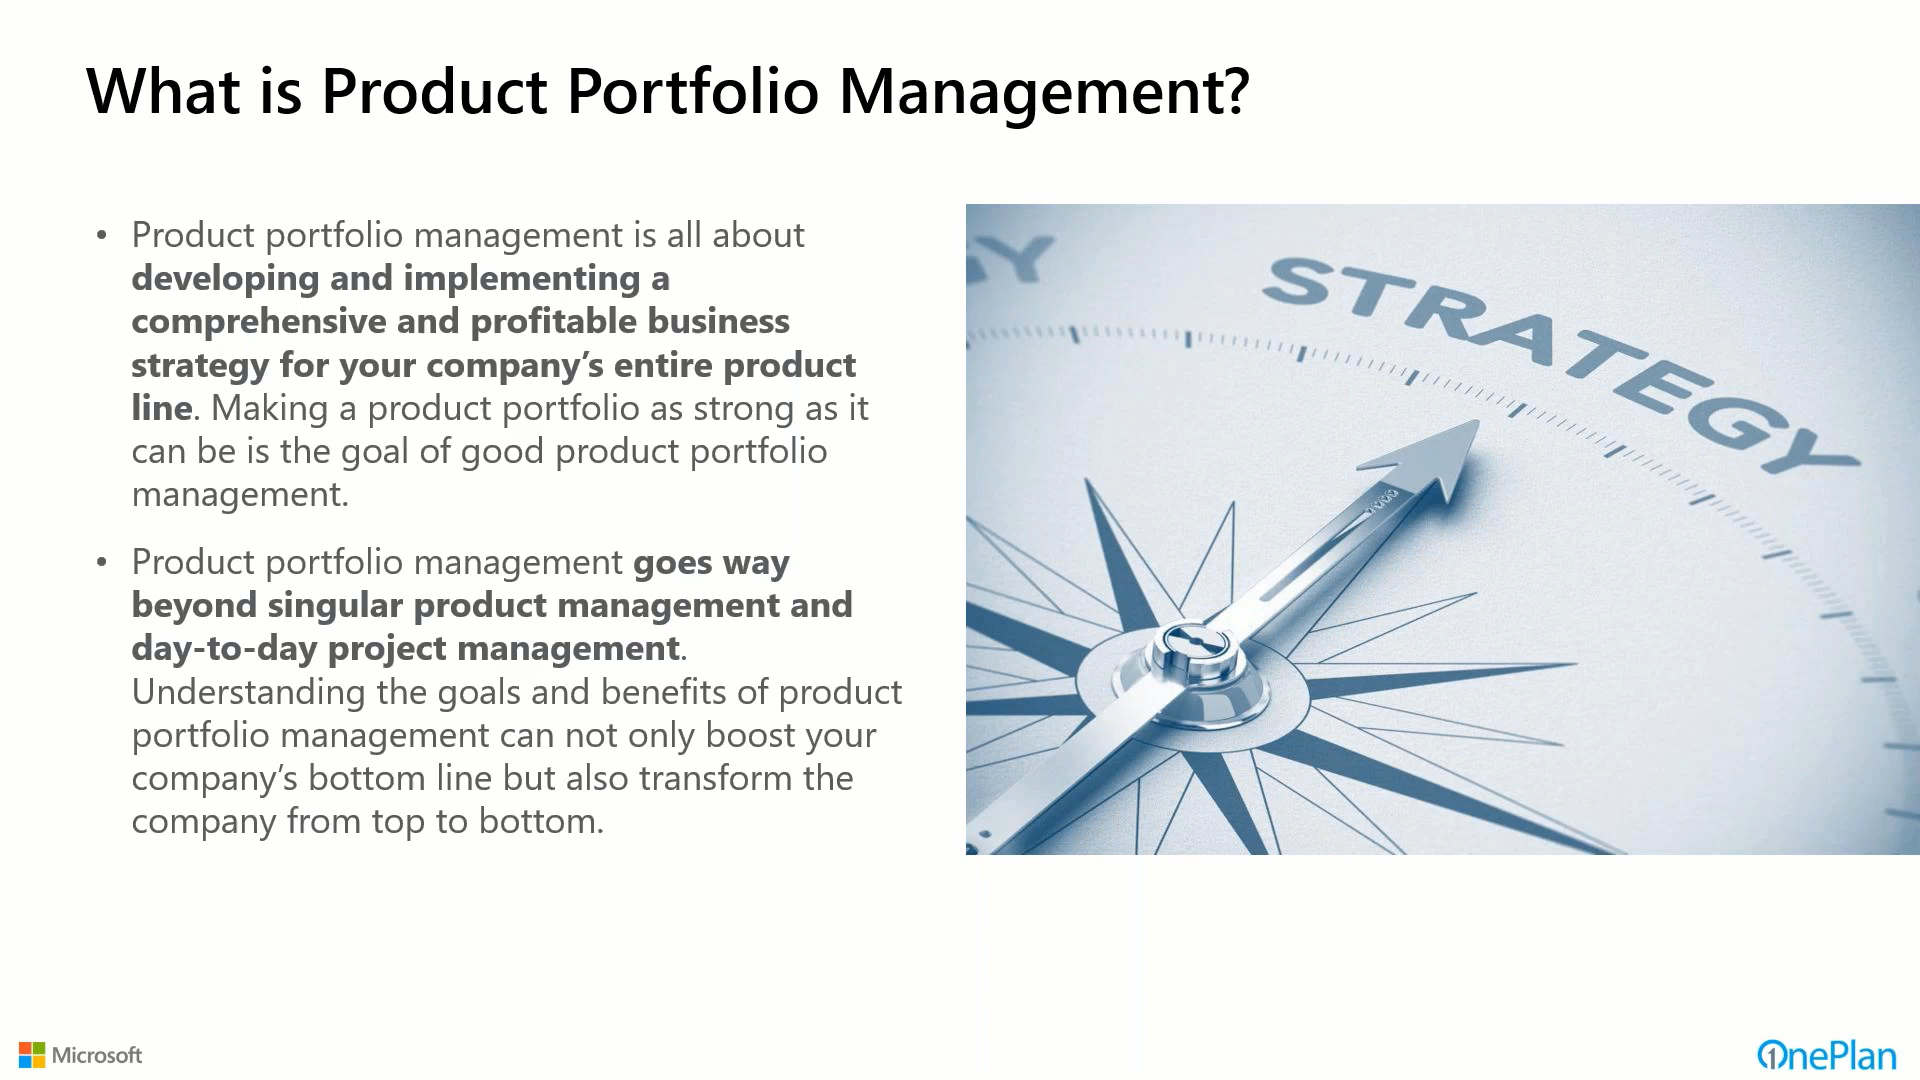 What is Product Portfolio Management?
• Product portfolio management is all about
developing and implementing a
comprehensive and profitable business
strategy for your company’s entire product
line. Making a product portfolio as strong as it
can be is the goal of good product portfolio
management.
• Product portfolio management goes way
beyond singular product management and
day-to-day project management.
Understanding the goals and benefits of product
portfolio management can not only boost your
company’s bottom line but also transform the
company from top to bottom.
GY
STRATEGY
Microsoft
OnePlan